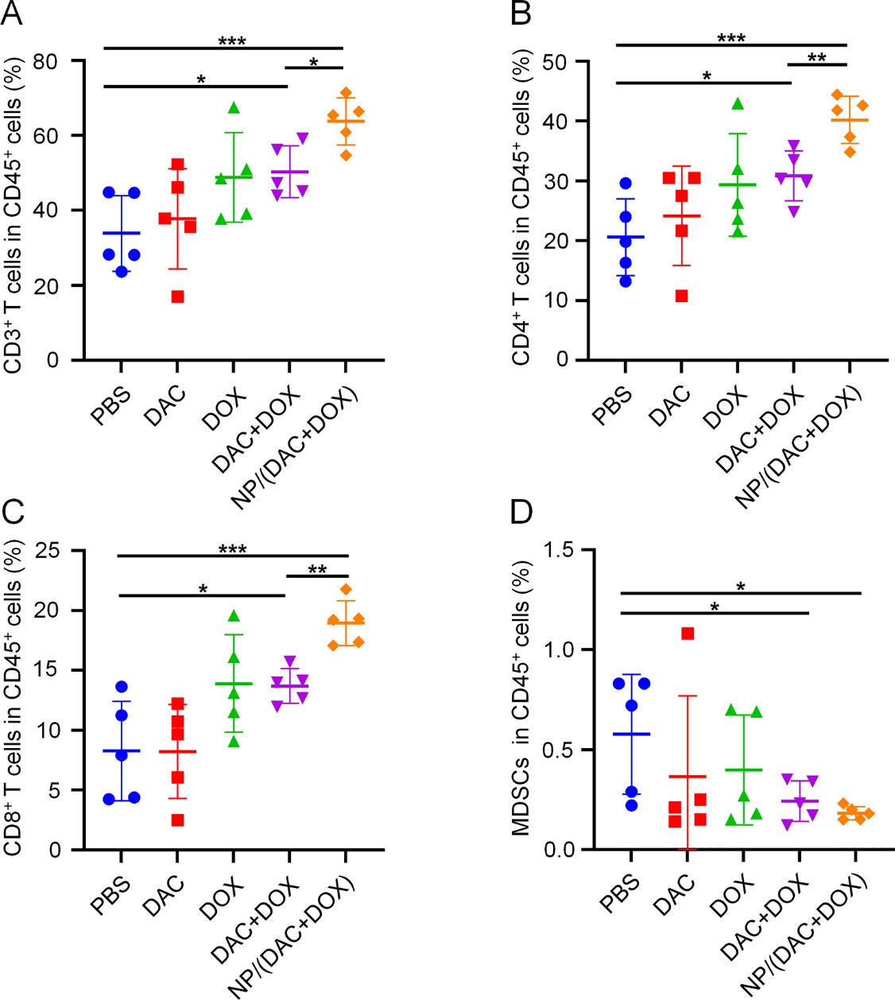 A
CD3⁺ T cells in CD45⁺ cells (%)
80
60
40
20
0
***
*
*
PBS
DAC
DOX
DAC+DOX
NP/(DAC+DOX)
B
CD4⁺ T cells in CD45⁺ cells (%)
50
40
30
20
10
0
***
**
*
PBS
DAC
DOX
DAC+DOX
NP/(DAC+DOX)
C
CD8⁺ T cells in CD45⁺ cells (%)
25
20
15
10
5
0
***
**
*
PBS
DAC
DOX
DAC+DOX
NP/(DAC+DOX)
D
MDSCs in CD45⁺ cells (%)
1.5
1.0
0.5
0.0
*
*
PBS
DAC
DOX
DAC+DOX
NP/(DAC+DOX)